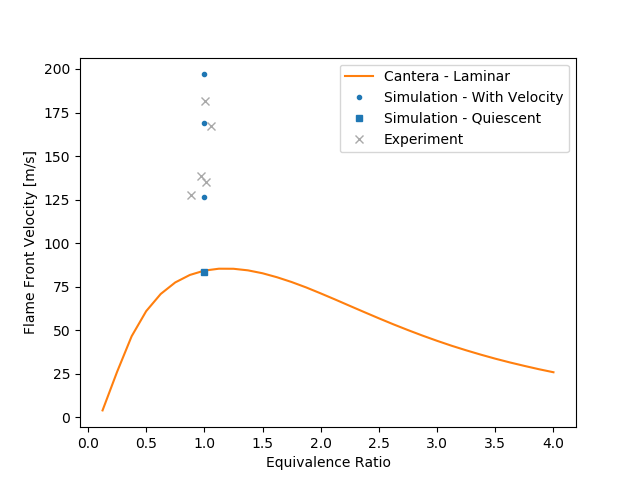 200
175
150
125
100
75
50
25
0
Flame Front Velocity [m/s]
Cantera - Laminar
Simulation - With Velocity
Simulation - Quiescent
Experiment
0.0 0.5 1.0 1.5 2.0 2.5 3.0 3.5 4.0
Equivalence Ratio